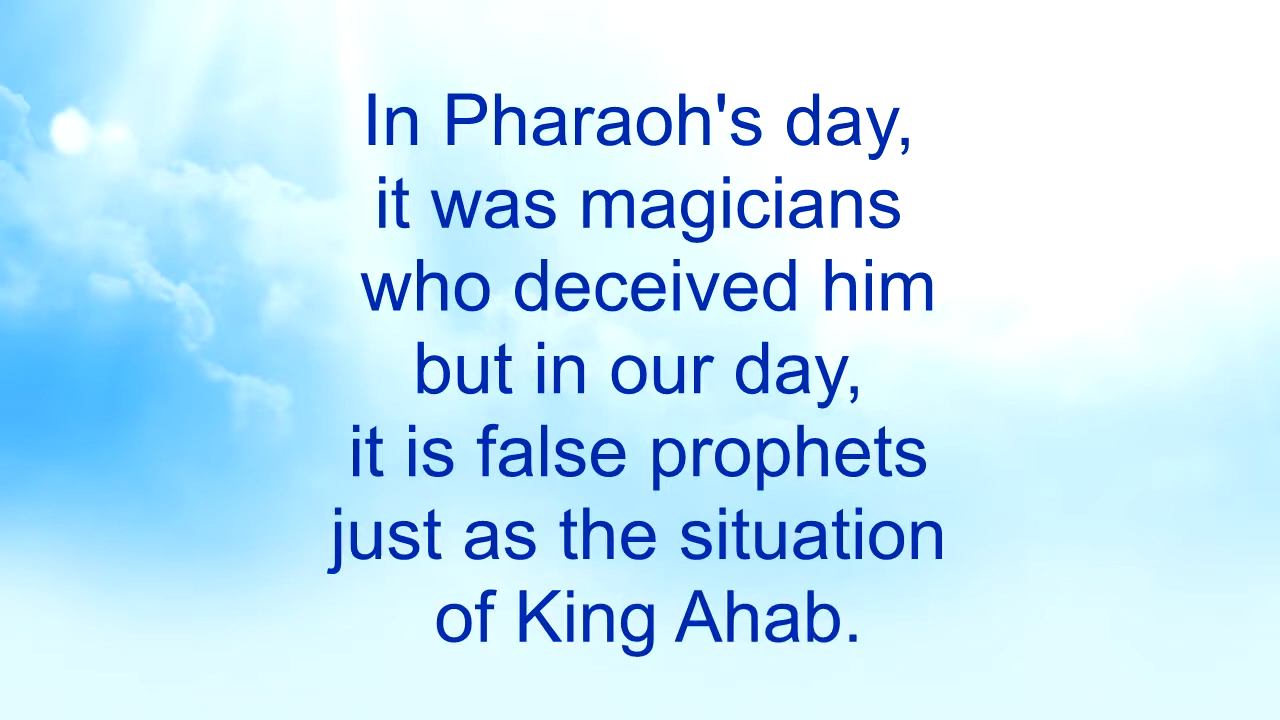 In Pharaoh's day,
it was magicians
who deceived him
but in our day,
it is false prophets
just as the situation
of King Ahab.